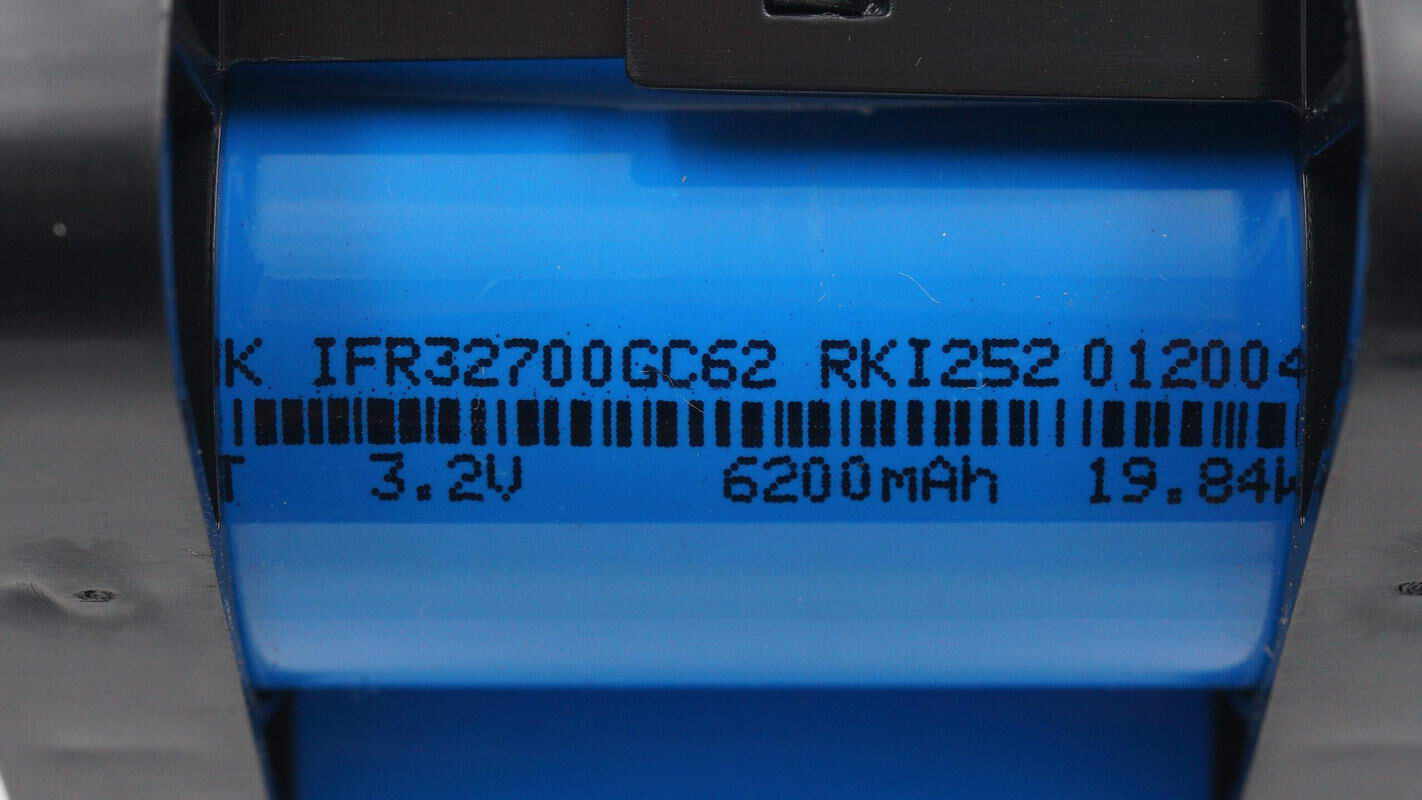 K IFR32700GC62 RKI252 012004
T 3.2V 6200mAh 19.84W